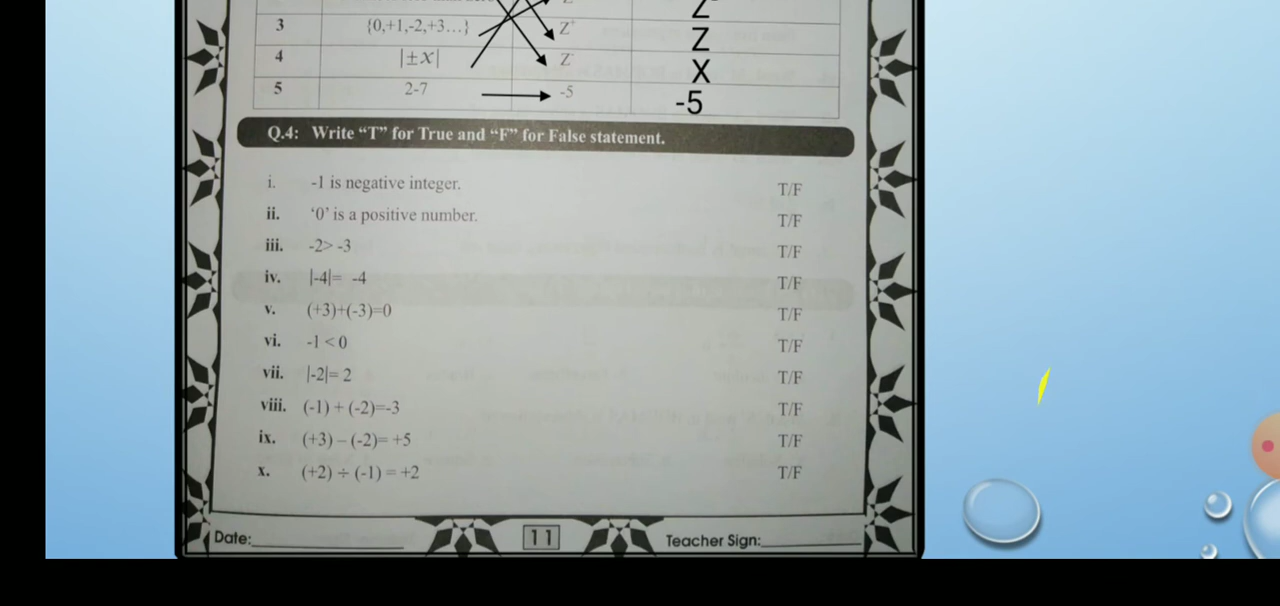 Z
3 {0,+1,-2,+3...} Z⁺ Z
4 |±x| Z⁻ X
5 2-7 -5 -5
Q.4: Write “T” for True and “F” for False statement.
i. -1 is negative integer. T/F
ii. ‘0’ is a positive number. T/F
iii. -2> -3 T/F
iv. |-4|= -4 T/F
v. (+3)+(-3)=0 T/F
vi. -1 < 0 T/F
vii. |-2|= 2 T/F
viii. (-1) + (-2)=-3 T/F
ix. (+3) – (-2)= +5 T/F
x. (+2) ÷ (-1) = +2 T/F
Date: 11 Teacher Sign: